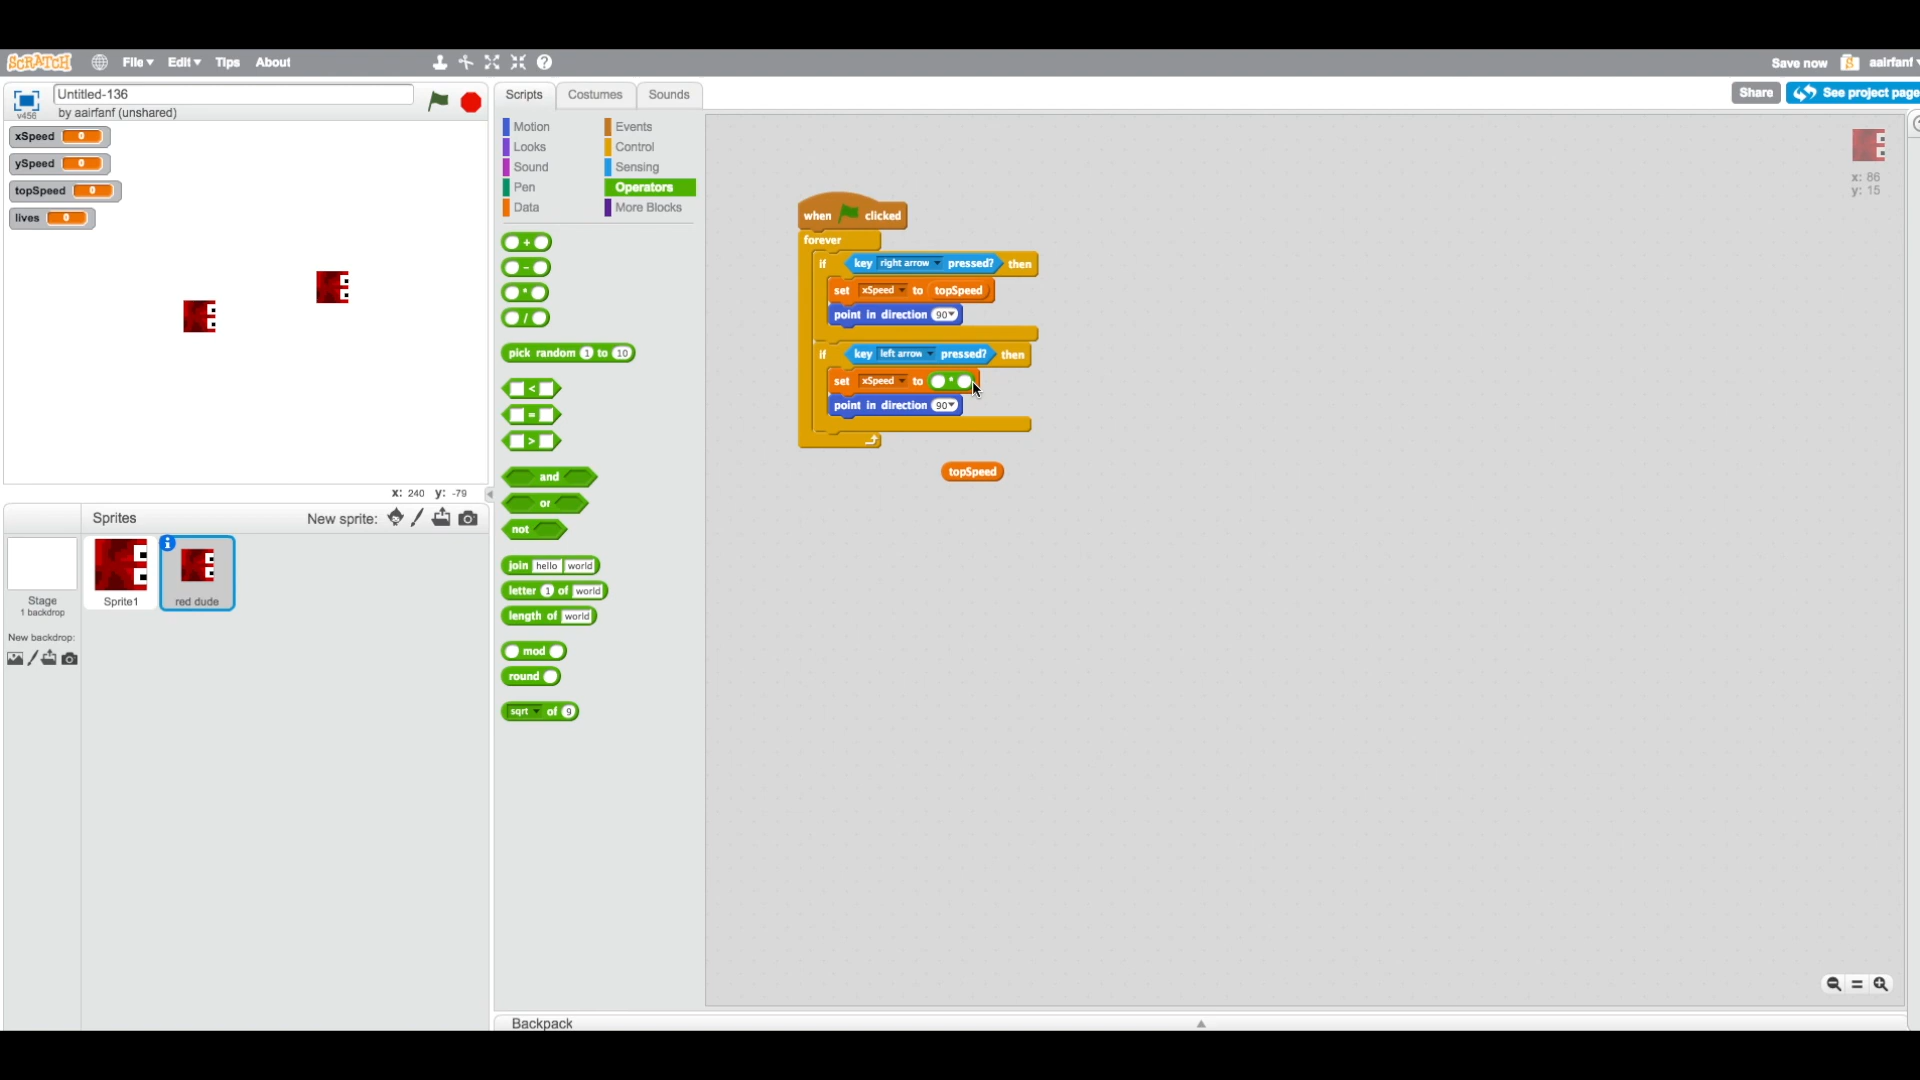 SCRATCH File Edit Tips About Save now aairfanf
v456 Untitled-136 Scripts Costumes Sounds Share See project page
by aairfanf (unshared)
xSpeed 0
ySpeed 0
topSpeed 0
lives 0
x: 240 y: -79
Sprites New sprite:
Stage
1 backdrop
Sprite1
red dude
New backdrop:
Motion Events
Looks Control
Sound Sensing
Pen Operators
Data More Blocks
+
-
*
/
pick random 1 to 10
<
=
>
and
or
not
join hello world
letter 1 of world
length of world
mod
round
sqrt of 9
when clicked
forever
if key right arrow pressed? then
set xSpeed to topSpeed
point in direction 90
if key left arrow pressed? then
set xSpeed to *
point in direction 90
topSpeed
x: 86
y: 15
Backpack